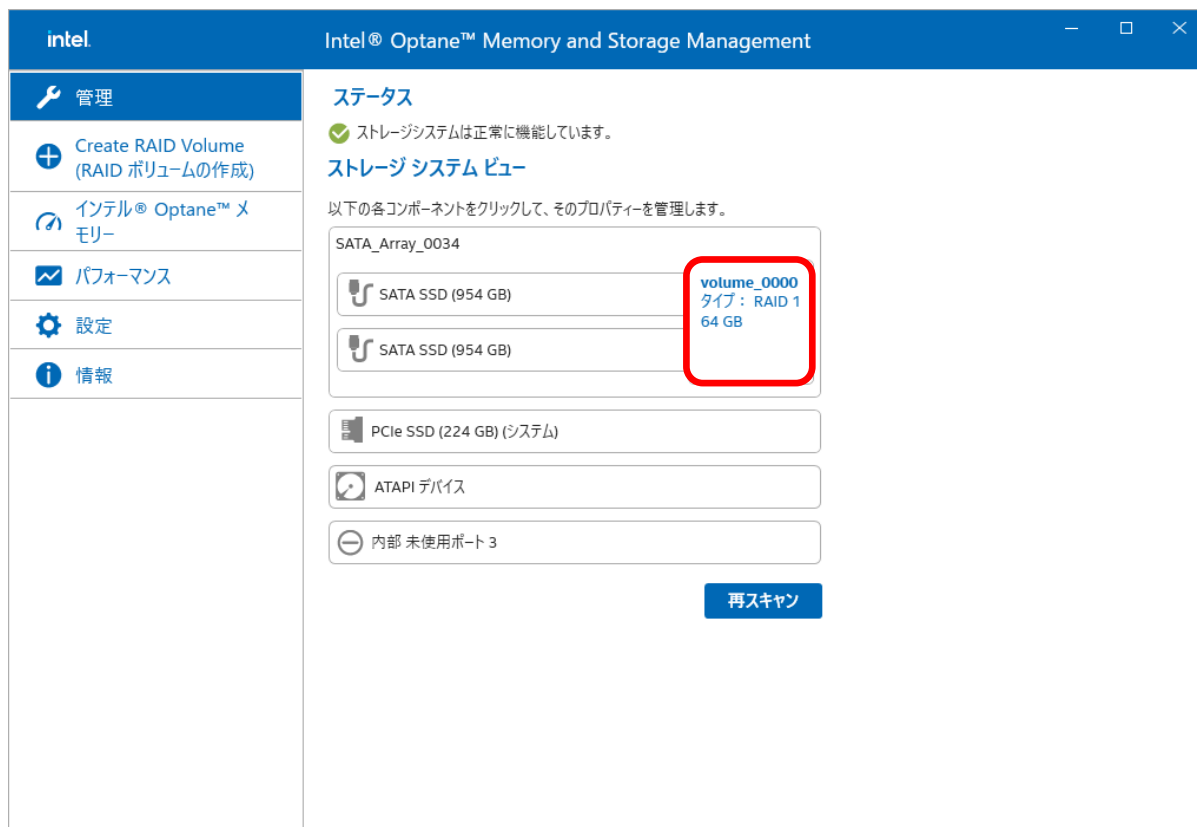 intel.
Intel® Optane™ Memory and Storage Management
管理
Create RAID Volume
(RAID ボリュームの作成)
インテル® Optane™ メ
モリー
パフォーマンス
設定
情報
ステータス
ストレージシステムは正常に機能しています。
ストレージ システム ビュー
以下の各コンポーネントをクリックして、そのプロパティーを管理します。
SATA_Array_0034
SATA SSD (954 GB)
SATA SSD (954 GB)
volume_0000
タイプ： RAID 1
64 GB
PCIe SSD (224 GB) (システム)
ATAPI デバイス
内部 未使用ポート 3
再スキャン